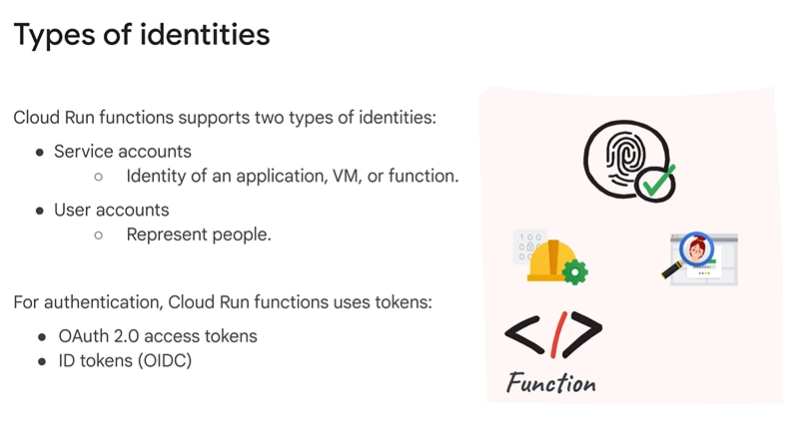 Types of identities
Cloud Run functions supports two types of identities:
● Service accounts
○ Identity of an application, VM, or function.
● User accounts
○ Represent people.
For authentication, Cloud Run functions uses tokens:
● OAuth 2.0 access tokens
● ID tokens (OIDC)
</>
Function